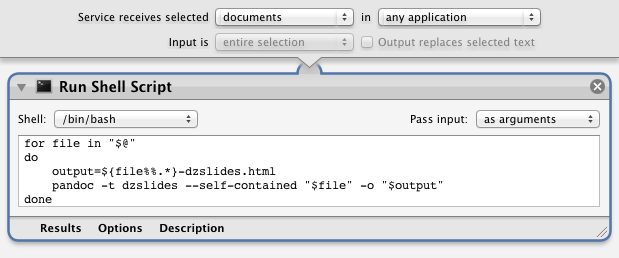 Service receives selected documents in any application
Input is entire selection Output replaces selected text
Run Shell Script
Shell: /bin/bash Pass input: as arguments
for file in "$@"
do
    output=${file%%.*}-dzslides.html
    pandoc -t dzslides --self-contained "$file" -o "$output"
done
Results Options Description